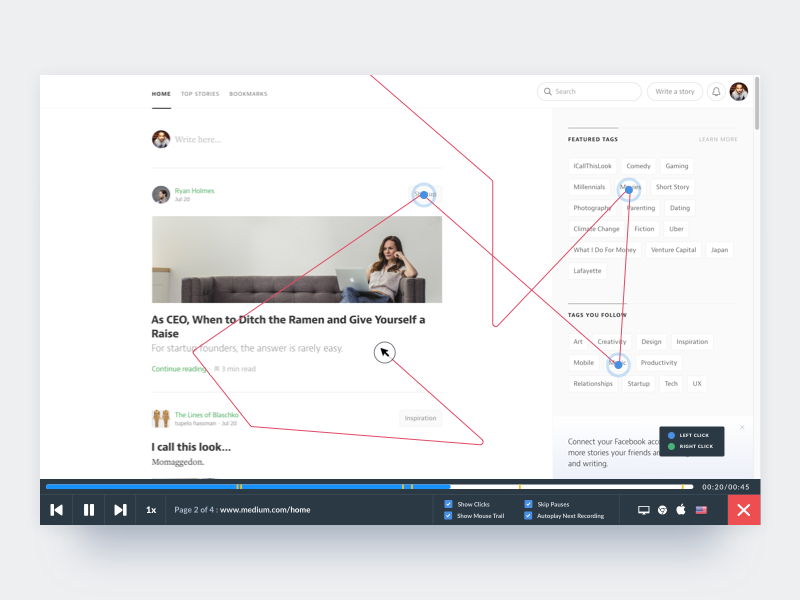 HOME TOP STORIES BOOKMARKS
Search
Write a story
Write here...
Ryan Holmes
Jul 20
As CEO, When to Ditch the Ramen and Give Yourself a
Raise
For startup founders, the answer is rarely easy.
Continue reading · 3 min read
The Lines of Blaschko
tupelo hassman · Jul 20
Inspiration
I call this look...
Momaggedon.
FEATURED TAGS LEARN MORE
ICallThisLook Comedy Gaming
Millennials Movies Short Story
Photography Parenting Dating
Climate Change Fiction Uber
What I Do For Money Venture Capital Japan
Lafayette
TAGS YOU FOLLOW
Art Creativity Design Inspiration
Mobile Productivity
Relationships Startup Tech UX
Connect your Facebook
more stories your friends
and writing.
LEFT CLICK
RIGHT CLICK
00:20/00:45
1x
Page 2 of 4 : www.medium.com/home
Show Clicks
Show Mouse Trail
Skip Pauses
Autoplay Next Recording